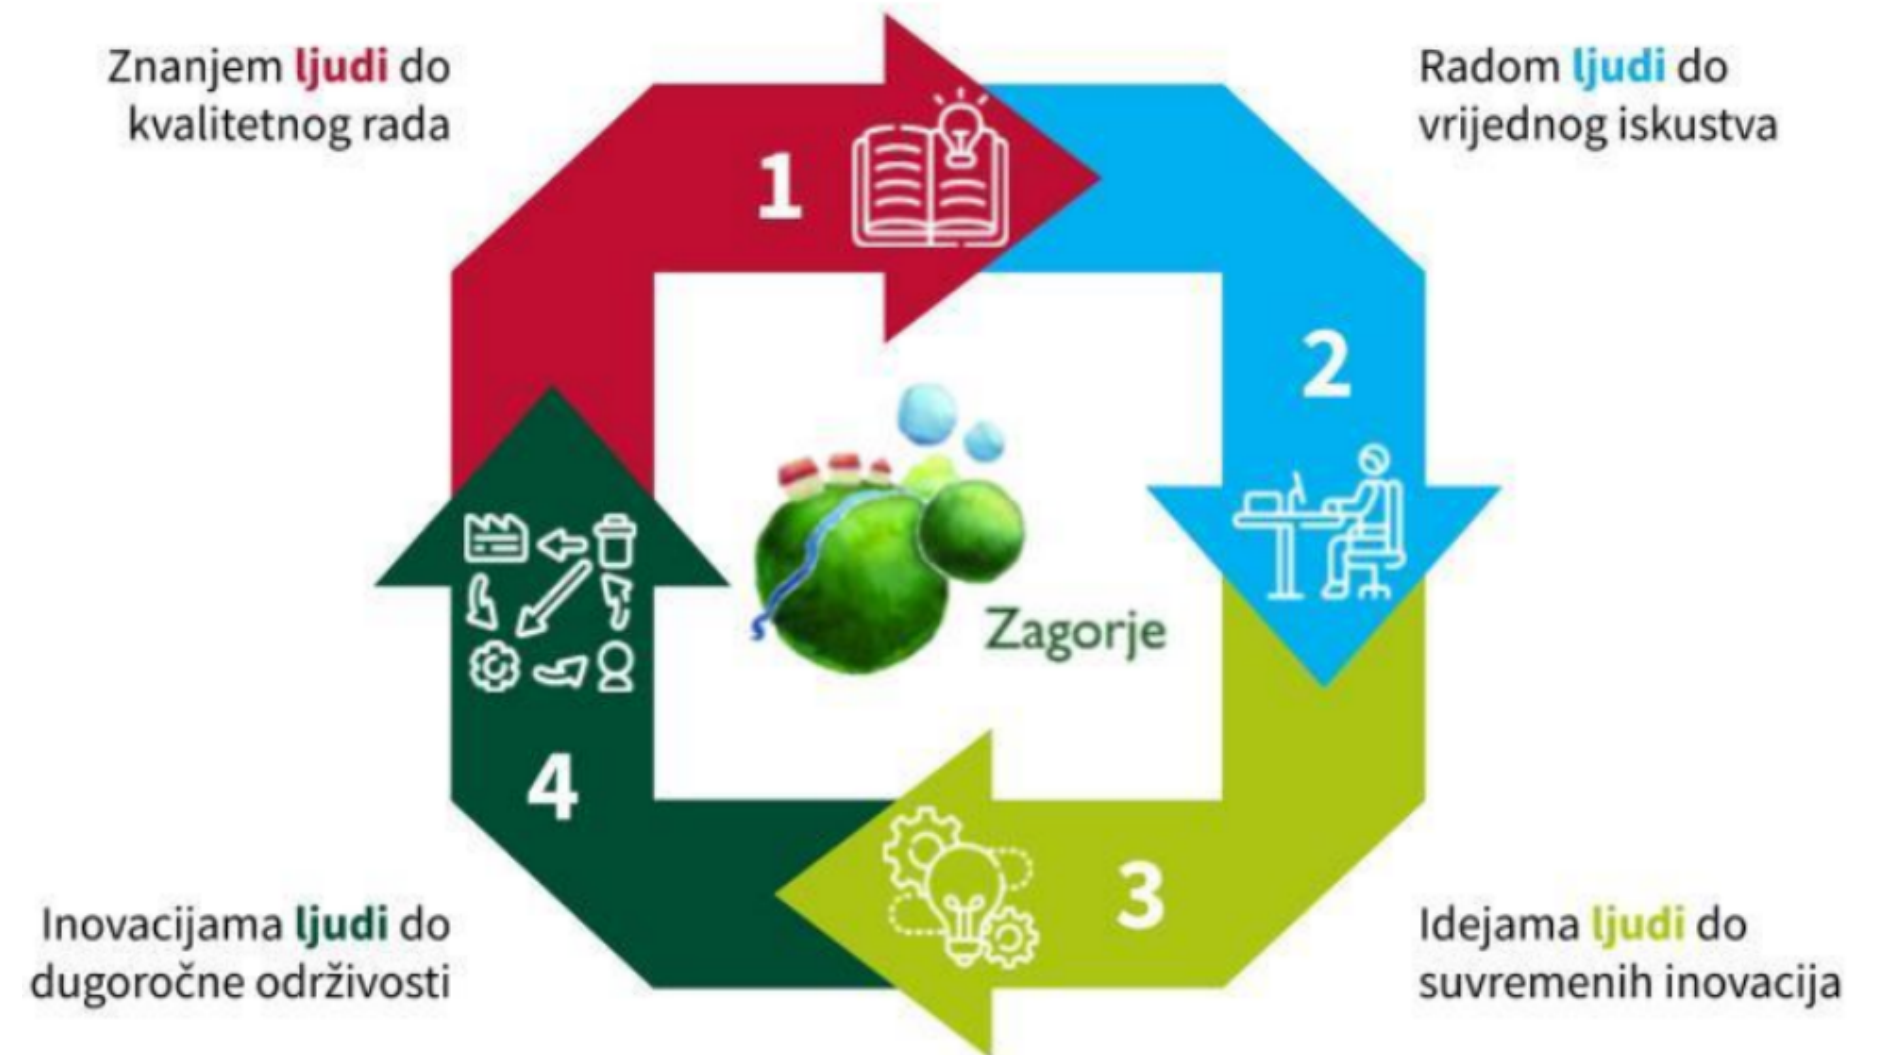 Znanjem ljudi do
kvalitetnog rada
1
Radom ljudi do
vrijednog iskustva
2
Zagorje
3
Idejama ljudi do
suvremenih inovacija
4
Inovacijama ljudi do
dugoročne održivosti